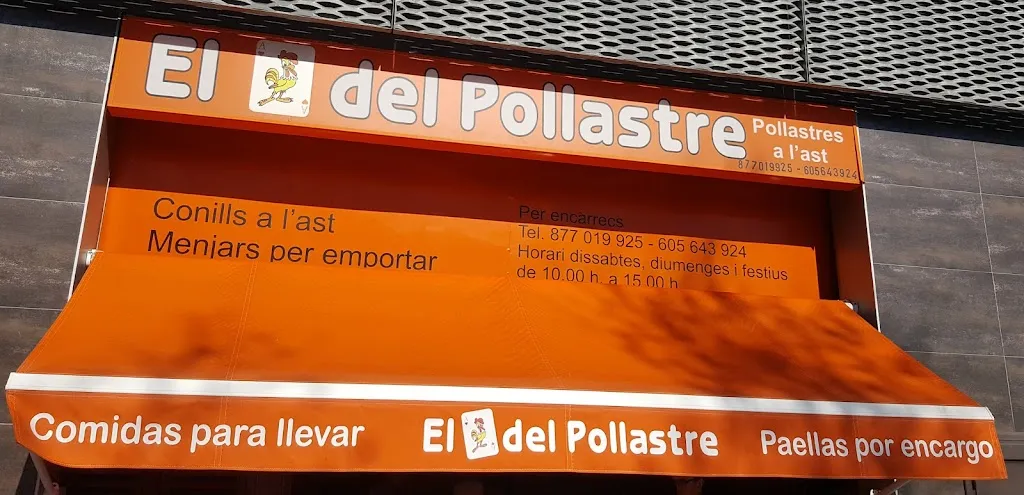 El del Pollastre
Pollastres
a l'ast
877019925 - 605643924
Conills a l'ast
Menjars per emportar
Per encàrrecs
Tel. 877 019 925 - 605 643 924
Horari dissabtes, diumenges i festius
de 10.00 h. a 15.00 h.
Comidas para llevar
El del Pollastre
Paellas por encargo